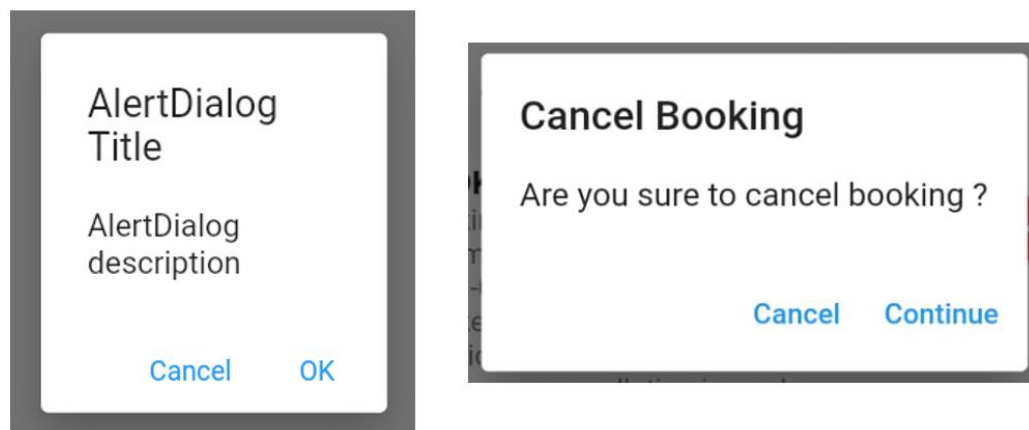 AlertDialog
Title
AlertDialog
description
Cancel OK
Cancel Booking
Are you sure to cancel booking ?
Cancel Continue